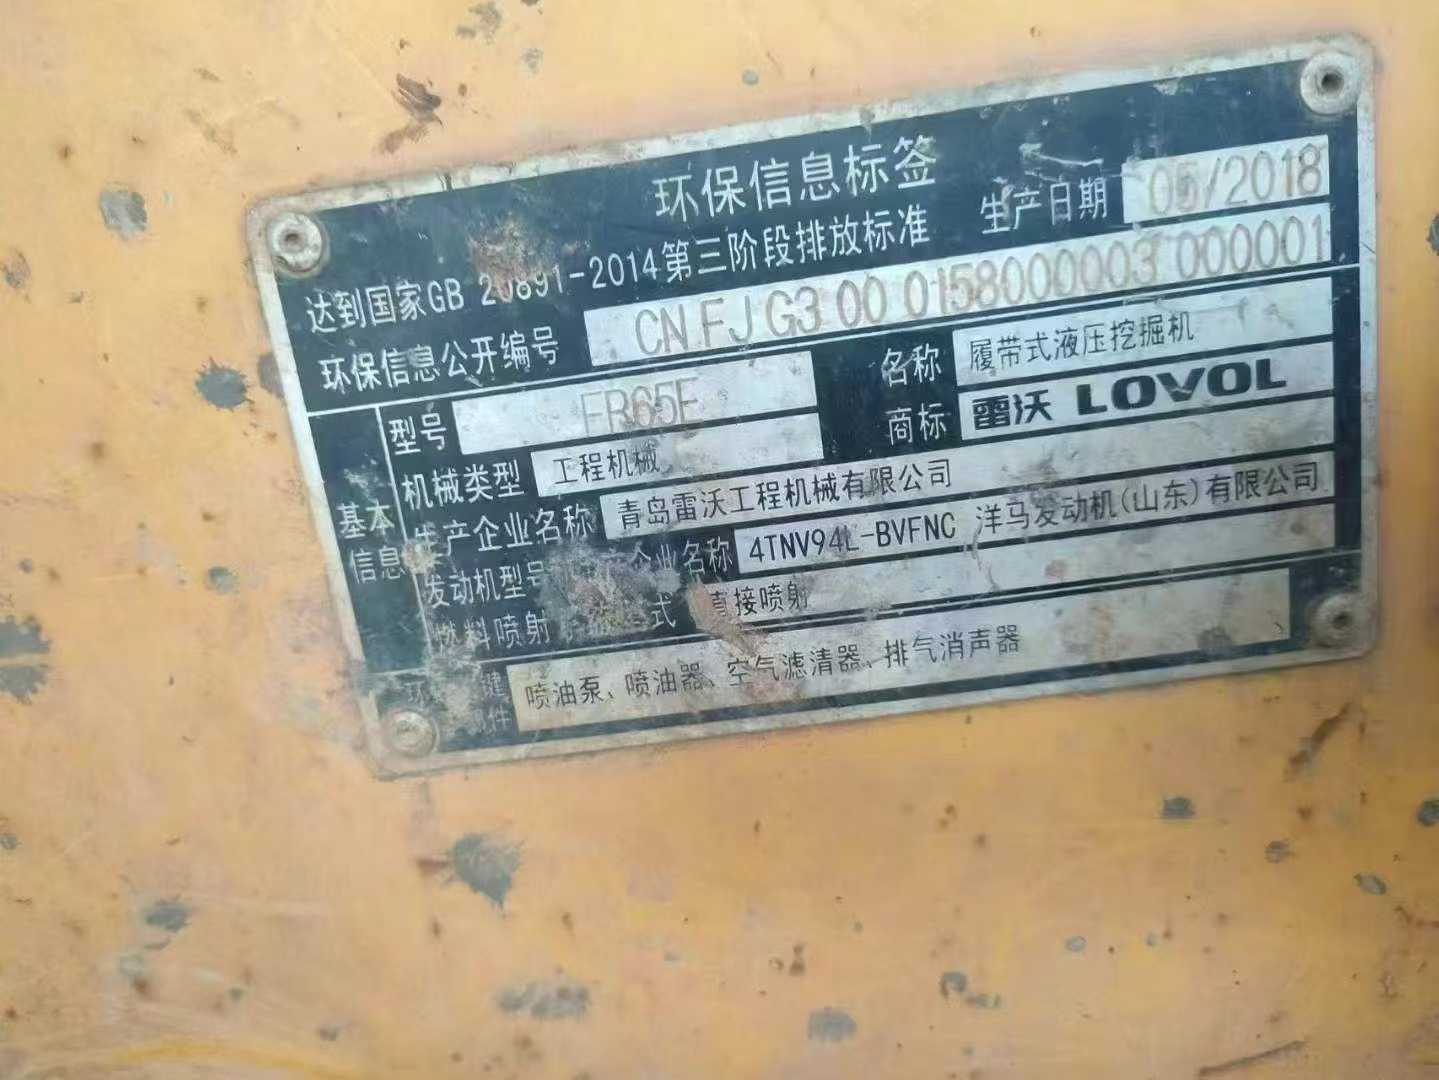 环保信息标签
达到国家GB 20891-2014第三阶段排放标准 生产日期 05/2018
环保信息公开编号 CN FJ G3 00 0158000003 000001
基本信息
型号 FR65E 名称 履带式液压挖掘机
机械类型 工程机械 商标 雷沃 LOVOL
生产企业名称 青岛雷沃工程机械有限公司
发动机型号 企业名称 4TNV94L-BVFNC 洋马发动机(山东)有限公司
燃料喷射 式 直接喷射
环 键 件 喷油泵、喷油器、空气滤清器、排气消声器